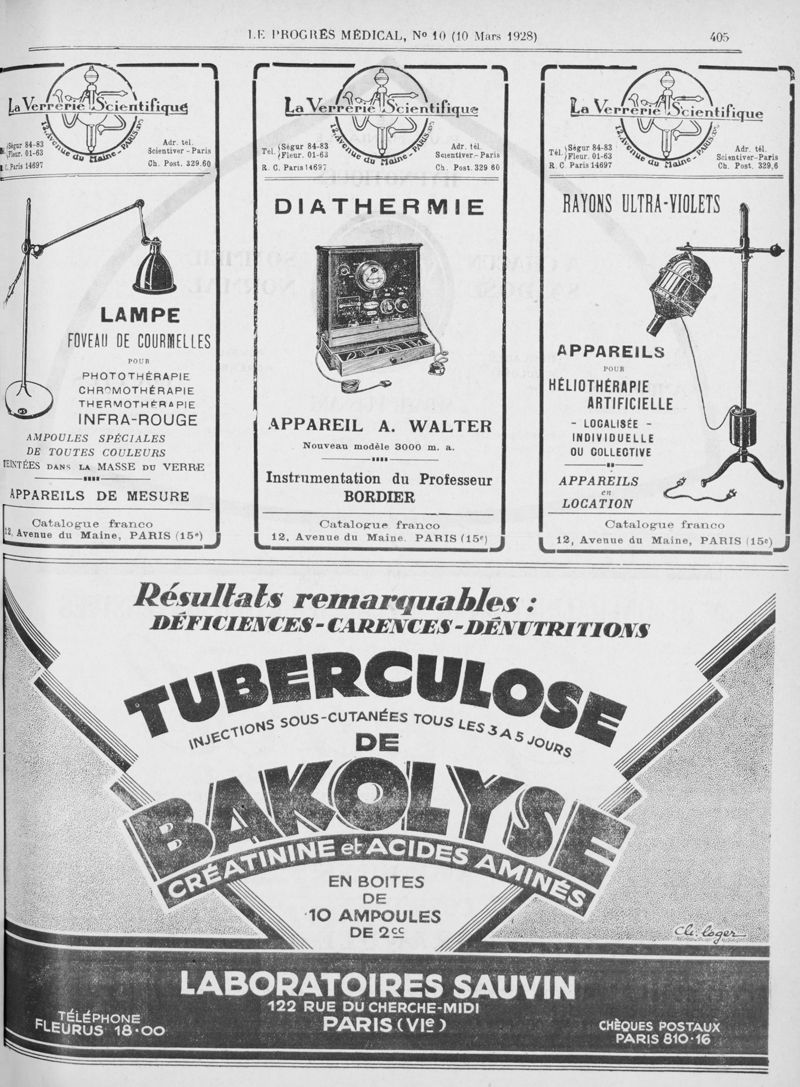 LE PROGRÈS MÉDICAL, No 10 (10 Mars 1928)
405
La Verrerie Scientifique
12, Avenue du Maine - PARIS-XV
Ségur 84-83
Fleur. 01-63
R. C. Paris 14697
Adr. tél.
Scientiver-Paris
Ch. Post. 329.60
LAMPE
FOVEAU DE COURMELLES
POUR
PHOTOTHÉRAPIE
CHROMOTHÉRAPIE
THERMOTHÉRAPIE
INFRA-ROUGE
AMPOULES SPÉCIALES
DE TOUTES COULEURS
TEINTÉES DANS LA MASSE DU VERRE
APPAREILS DE MESURE
Catalogue franco
12, Avenue du Maine, PARIS (15e)
La Verrerie Scientifique
12, Avenue du Maine - PARIS-XV
Tél. Ségur 84-83
Fleur. 01-63
R. C. Paris 14697
Adr. tél.
Scientiver-Paris
Ch. Post. 329 60
DIATHERMIE
APPAREIL A. WALTER
Nouveau modèle 3000 m. a.
Instrumentation du Professeur
BORDIER
Catalogue franco
12, Avenue du Maine. PARIS (15e)
La Verrerie Scientifique
12, Avenue du Maine - PARIS-XV
Tél Ségur 84-83
Fleur. 01-63
R. C. Paris 14697
Adr. tél.
Scientiver-Paris
Ch. Post. 329,6
RAYONS ULTRA-VIOLETS
APPAREILS
POUR
HÉLIOTHÉRAPIE
ARTIFICIELLE
- LOCALISÉE -
INDIVIDUELLE
OU COLLECTIVE
APPAREILS
en
LOCATION
Catalogue franco
12, Avenue du Maine, PARIS (15e)
Résultats remarquables :
DÉFICIENCES-CARENCES-DÉNUTRITIONS
TUBERCULOSE
INJECTIONS SOUS-CUTANÉES TOUS LES 3 A 5 JOURS
DE
BAKOLYSE
CRÉATININE et ACIDES AMINÉS
EN BOITES
DE
10 AMPOULES
DE 2cc
Ch. Loger
LABORATOIRES SAUVIN
122 RUE DU CHERCHE-MIDI
PARIS (VIe)
TÉLÉPHONE
FLEURUS 18·00
CHÈQUES POSTAUX
PARIS 810·16